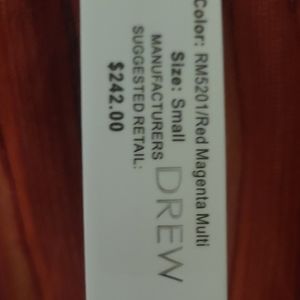 Color: RM5201/Red Magenta Multi
Size: Small
DREW
MANUFACTURERS
SUGGESTED RETAIL:
$242.00